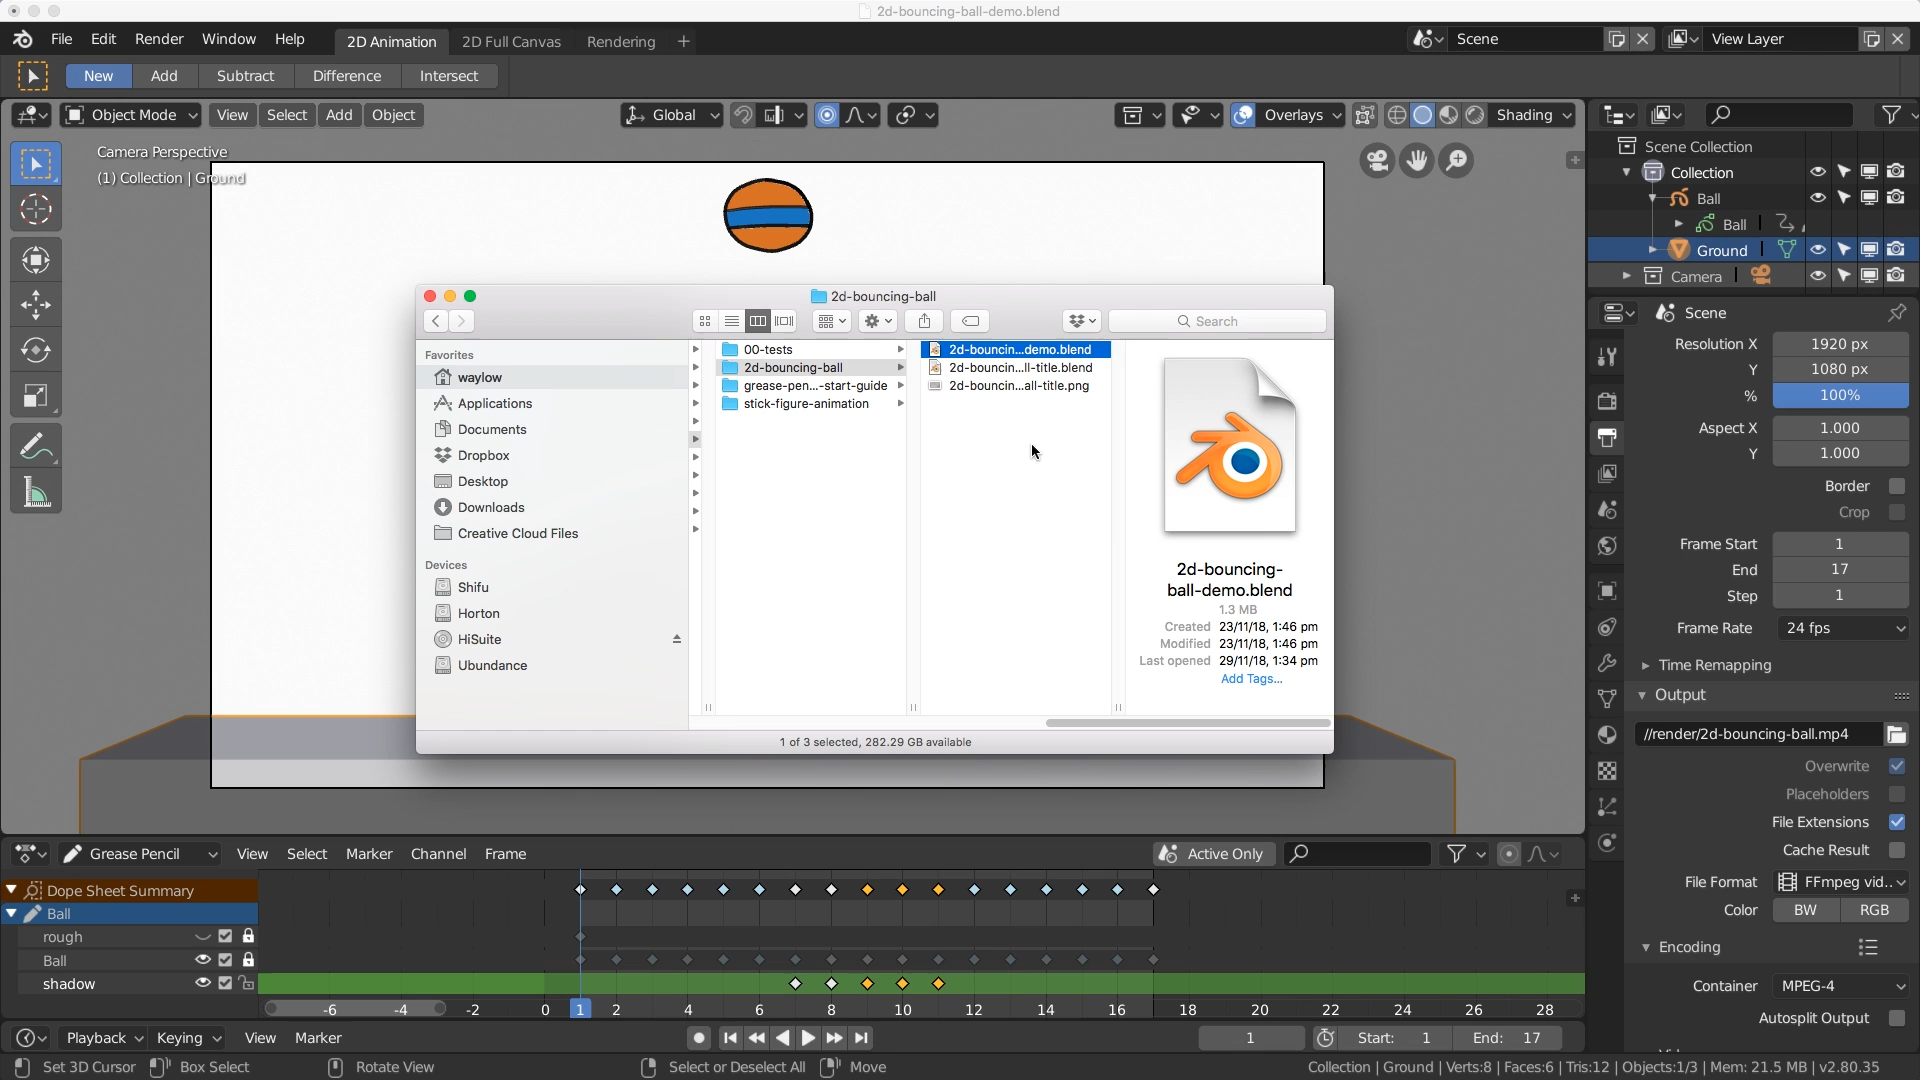 2d-bouncing-ball-demo.blend
File Edit Render Window Help 2D Animation 2D Full Canvas Rendering + Scene View Layer
New Add Subtract Difference Intersect
Object Mode View Select Add Object Global Overlays Shading
Camera Perspective
(1) Collection | Ground
Scene Collection
Collection
Ball
Ball
Ground
Camera
2d-bouncing-ball
Search
Favorites
waylow
Applications
Documents
Dropbox
Desktop
Downloads
Creative Cloud Files
Devices
Shifu
Horton
HiSuite
Ubundance
00-tests
2d-bouncing-ball
grease-pen...-start-guide
stick-figure-animation
2d-bouncin...demo.blend
2d-bouncin...ll-title.blend
2d-bouncin...all-title.png
2d-bouncing-
ball-demo.blend
1.3 MB
Created 23/11/18, 1:46 pm
Modified 23/11/18, 1:46 pm
Last opened 29/11/18, 1:34 pm
Add Tags...
1 of 3 selected, 282.29 GB available
Scene
Resolution X 1920 px
Y 1080 px
% 100%
Aspect X 1.000
Y 1.000
Border
Crop
Frame Start 1
End 17
Step 1
Frame Rate 24 fps
Time Remapping
Output
//render/2d-bouncing-ball.mp4
Overwrite
Placeholders
File Extensions
Cache Result
File Format FFmpeg vid..
Color BW RGB
Encoding
Container MPEG-4
Autosplit Output
Grease Pencil View Select Marker Channel Frame Active Only
Dope Sheet Summary
Ball
rough
Ball
shadow
-6 -4 -2 0 1 2 4 6 8 10 12 14 16 18 20 22 24 26 28
Playback Keying View Marker 1 Start: 1 End: 17
Set 3D Cursor Box Select Rotate View Select or Deselect All Move Collection | Ground | Verts:8 | Faces:6 | Tris:12 | Objects:1/3 | Mem: 21.5 MB | v2.80.35